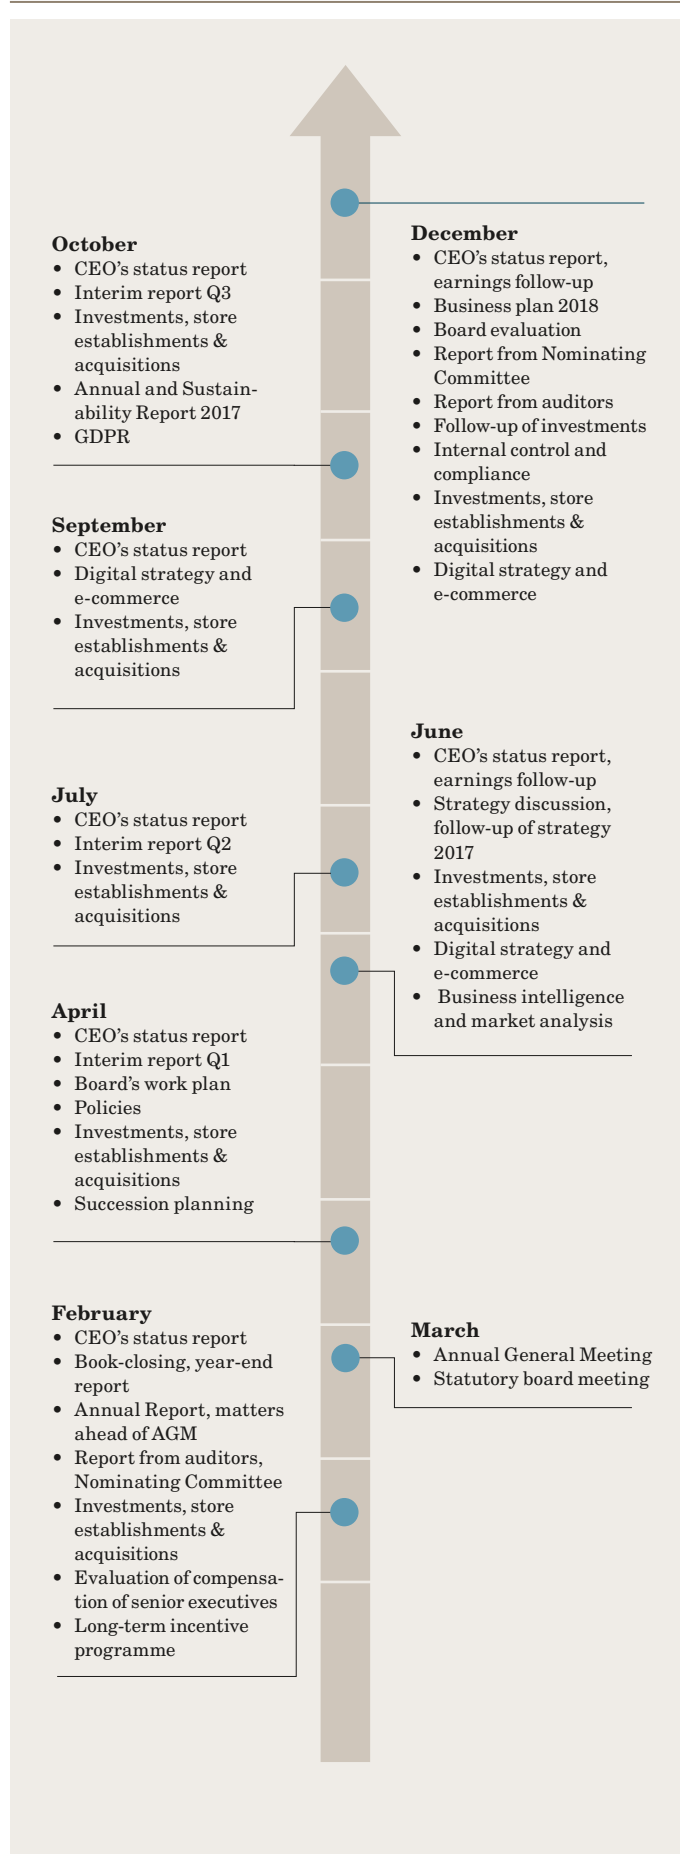 October
• CEO’s status report
• Interim report Q3
• Investments, store
establishments &
acquisitions
• Annual and Sustain-
ability Report 2017
• GDPR
December
• CEO’s status report,
earnings follow-up
• Business plan 2018
• Board evaluation
• Report from Nominating
Committee
• Report from auditors
• Follow-up of investments
• Internal control and
compliance
• Investments, store
establishments &
acquisitions
• Digital strategy and
e-commerce
September
• CEO’s status report
• Digital strategy and
e-commerce
• Investments, store
establishments &
acquisitions
June
• CEO’s status report,
earnings follow-up
• Strategy discussion,
follow-up of strategy
2017
• Investments, store
establishments &
acquisitions
• Digital strategy and
e-commerce
• Business intelligence
and market analysis
July
• CEO’s status report
• Interim report Q2
• Investments, store
establishments &
acquisitions
April
• CEO’s status report
• Interim report Q1
• Board’s work plan
• Policies
• Investments, store
establishments &
acquisitions
• Succession planning
February
• CEO’s status report
• Book-closing, year-end
report
• Annual Report, matters
ahead of AGM
• Report from auditors,
Nominating Committee
• Investments, store
establishments &
acquisitions
• Evaluation of compensa-
tion of senior executives
• Long-term incentive
programme
March
• Annual General Meeting
• Statutory board meeting